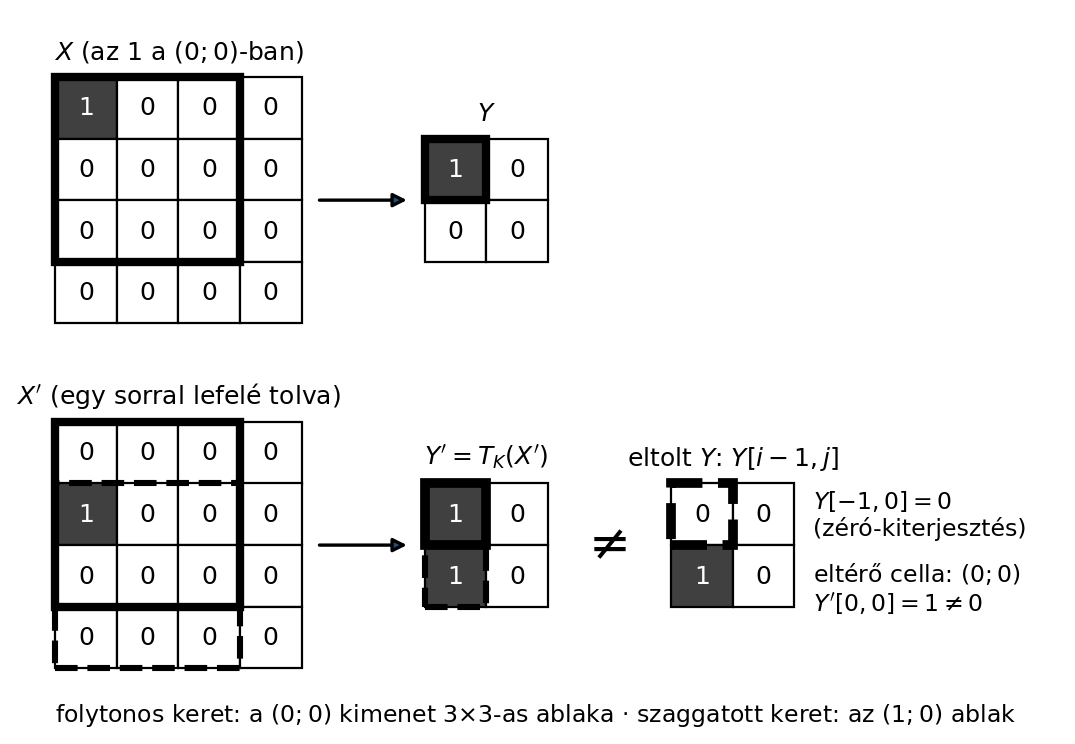 X (az 1 a (0; 0)-ban)
1 0 0 0
0 0 0 0
0 0 0 0
0 0 0 0
Y
1 0
0 0
X′ (egy sorral lefelé tolva)
0 0 0 0
1 0 0 0
0 0 0 0
0 0 0 0
Y′ = T_K(X′)
1 0
1 0
≠
eltolt Y: Y[i − 1, j]
0 0
1 0
Y[−1, 0] = 0
(zéró-kiterjesztés)
eltérő cella: (0; 0)
Y′[0, 0] = 1 ≠ 0
folytonos keret: a (0; 0) kimenet 3×3-as ablaka · szaggatott keret: az (1; 0) ablak